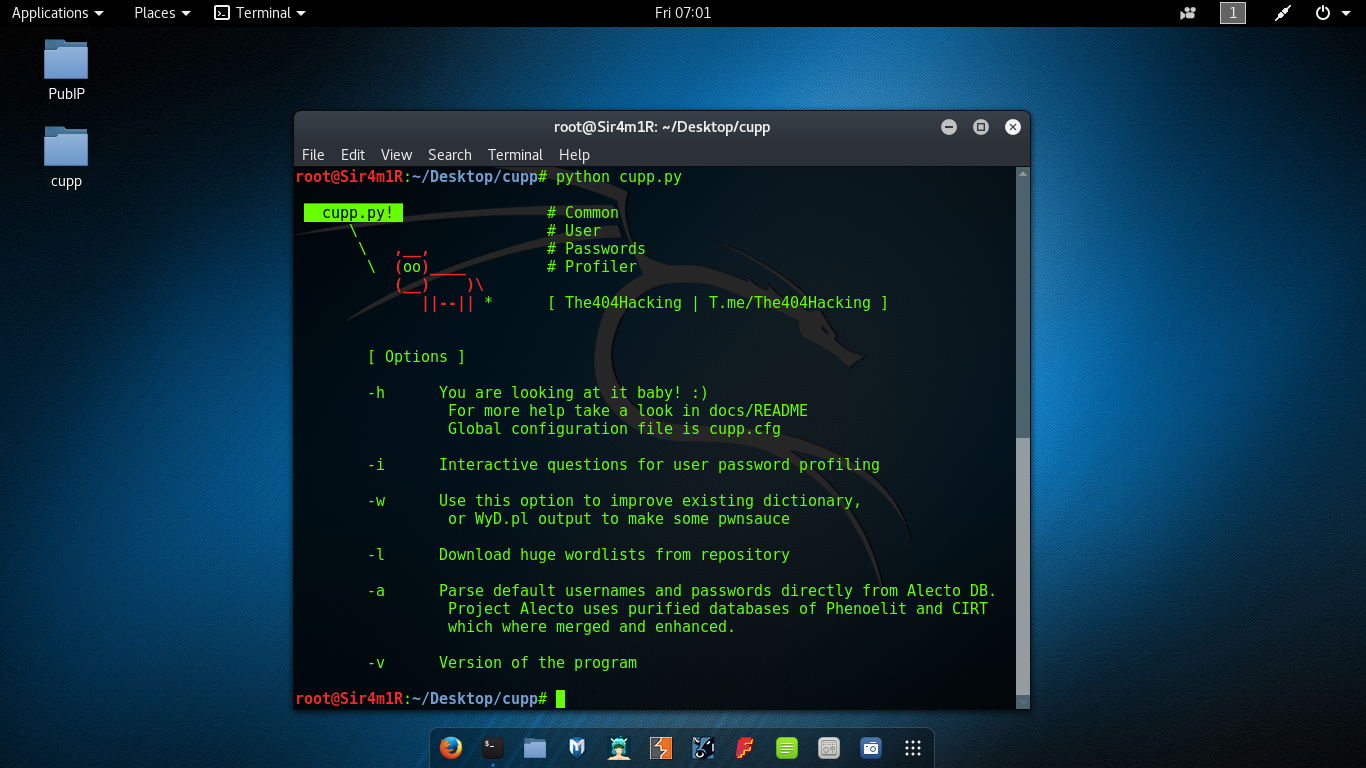 Applications Places Terminal Fri 07:01 1
PubIP
cupp
root@Sir4m1R: ~/Desktop/cupp
File Edit View Search Terminal Help
root@Sir4m1R:~/Desktop/cupp# python cupp.py
cupp.py! # Common
\ # User
\ ,__, # Passwords
\ (oo)____ # Profiler
(__) )\
||--|| * [ The404Hacking | T.me/The404Hacking ]
[ Options ]
-h You are looking at it baby! :)
For more help take a look in docs/README
Global configuration file is cupp.cfg
-i Interactive questions for user password profiling
-w Use this option to improve existing dictionary,
or WyD.pl output to make some pwnsauce
-l Download huge wordlists from repository
-a Parse default usernames and passwords directly from Alecto DB.
Project Alecto uses purified databases of Phenoelit and CIRT
which where merged and enhanced.
-v Version of the program
root@Sir4m1R:~/Desktop/cupp#